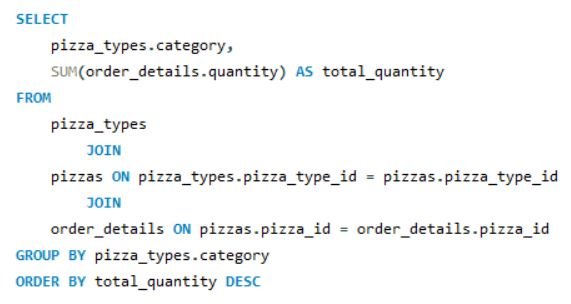 SELECT
pizza_types.category,
SUM(order_details.quantity) AS total_quantity
FROM
pizza_types
JOIN
pizzas ON pizza_types.pizza_type_id = pizzas.pizza_type_id
JOIN
order_details ON pizzas.pizza_id = order_details.pizza_id
GROUP BY pizza_types.category
ORDER BY total_quantity DESC